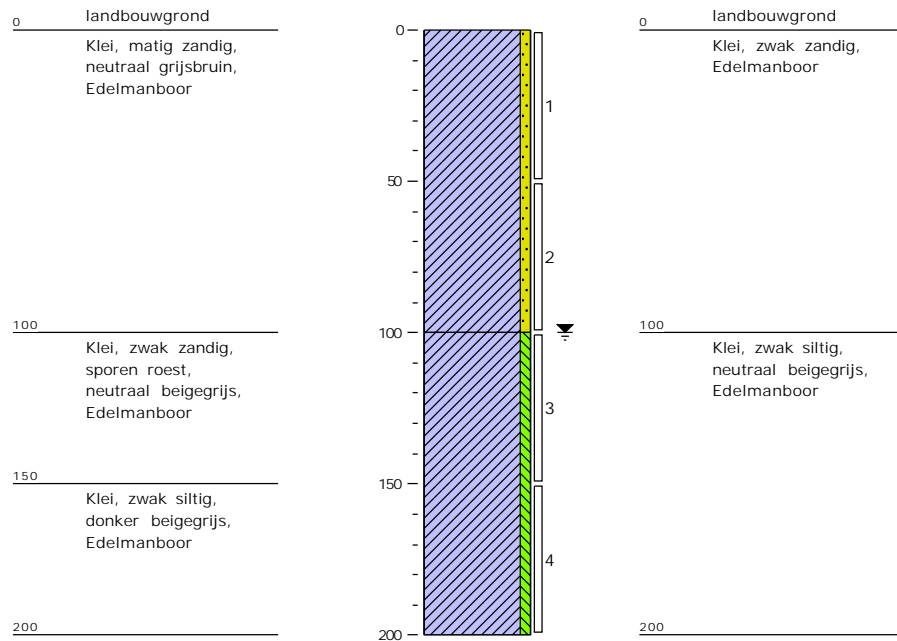 0 landbouwgrond
Klei, matig zandig,
neutraal grijsbruin,
Edelmanboor
100
Klei, zwak zandig,
sporen roest,
neutraal beigegrijs,
Edelmanboor
150
Klei, zwak siltig,
donker beigegrijs,
Edelmanboor
200
0
50
100
150
200
1
2
3
4
0 landbouwgrond
Klei, zwak zandig,
Edelmanboor
100
Klei, zwak siltig,
neutraal beigegrijs,
Edelmanboor
200